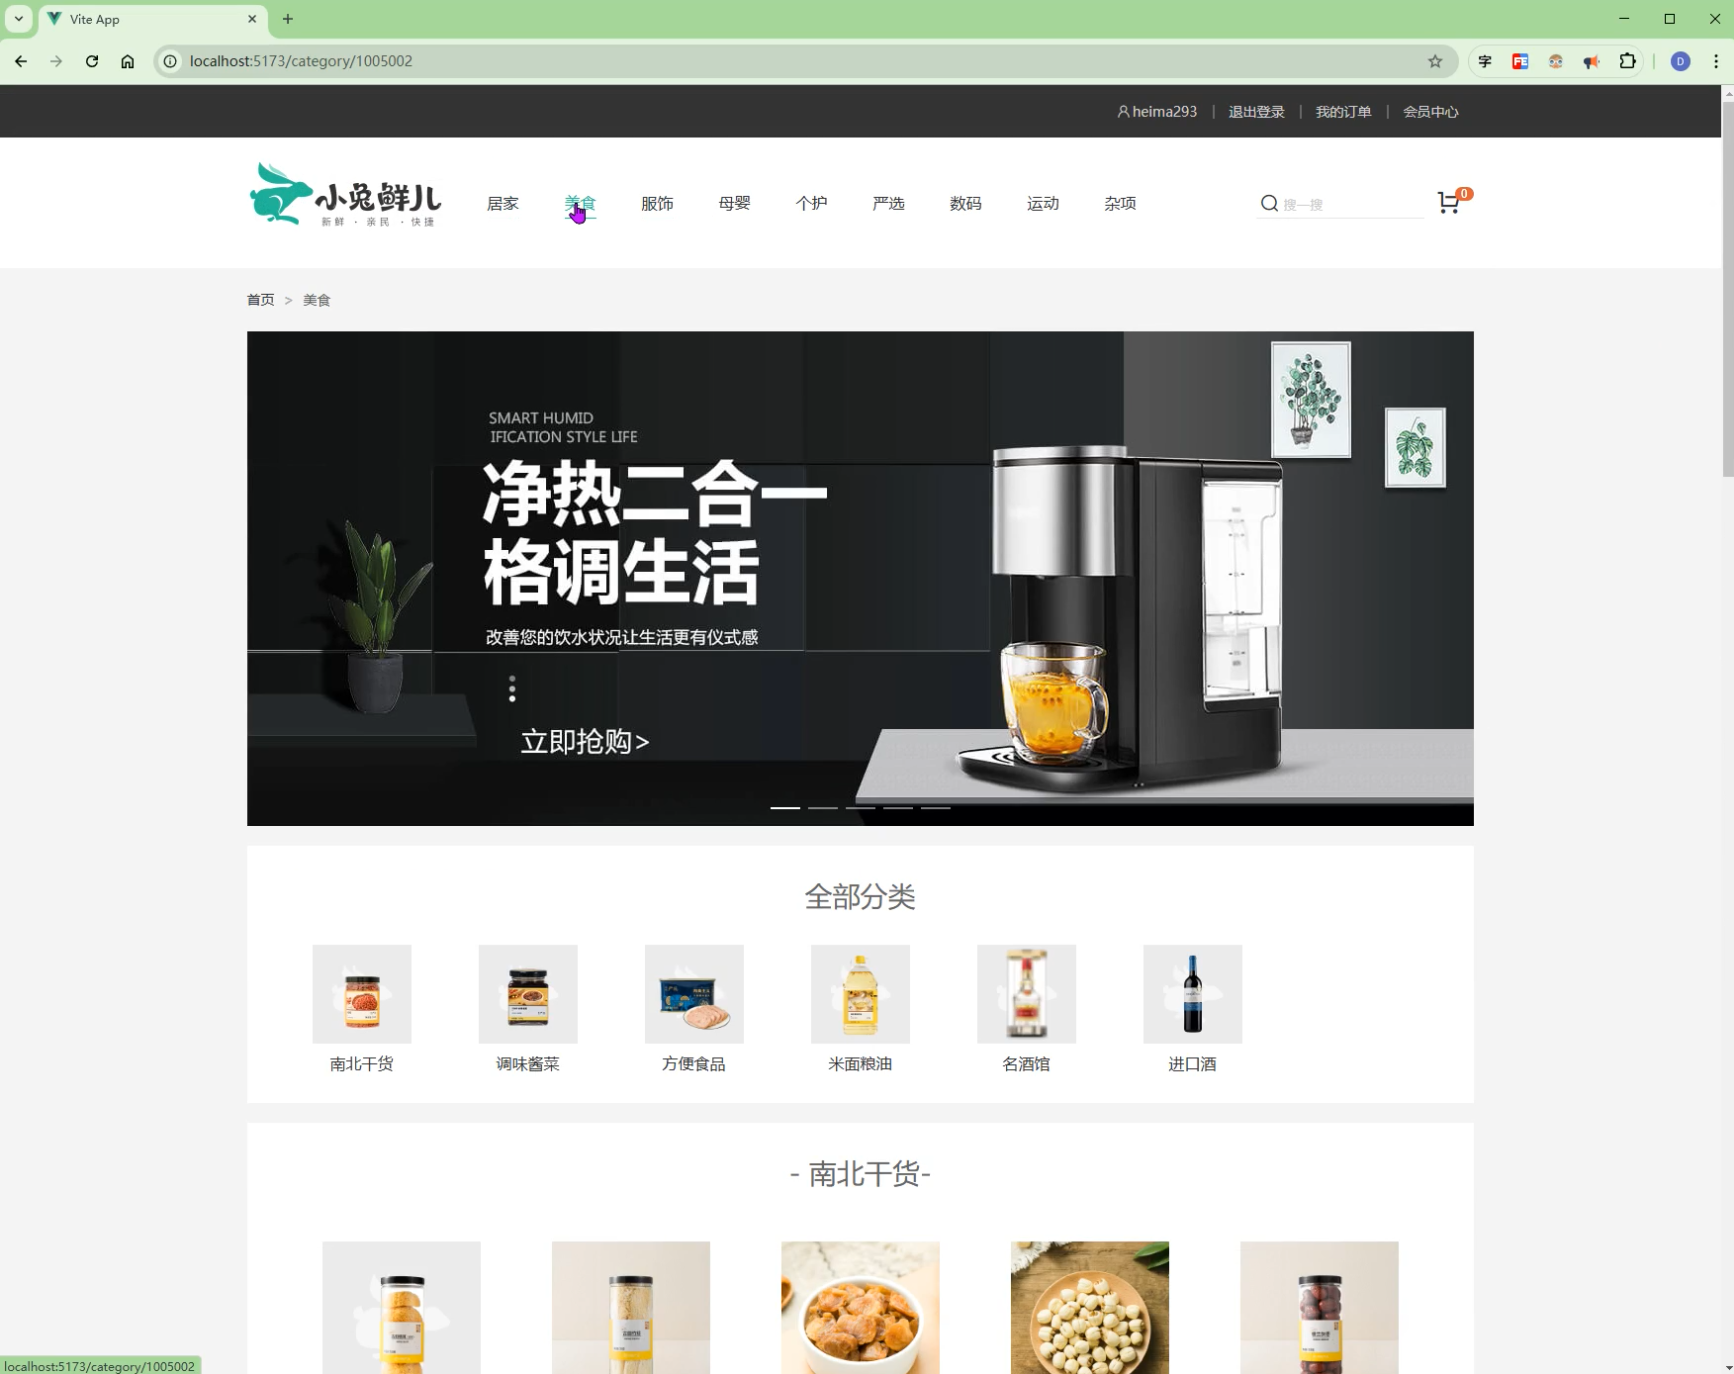 Vite App
localhost:5173/category/1005002
字
FE
D
heima293 | 退出登录 | 我的订单 | 会员中心
小兔鲜儿
新鲜 · 亲民 · 快捷
居家 美食 服饰 母婴 个护 严选 数码 运动 杂项
搜一搜
0
首页 > 美食
SMART HUMID
IFICATION STYLE LIFE
净热二合一
格调生活
改善您的饮水状况让生活更有仪式感
立即抢购>
全部分类
南北干货 调味酱菜 方便食品 米面粮油 名酒馆 进口酒
- 南北干货-
localhost:5173/category/1005002